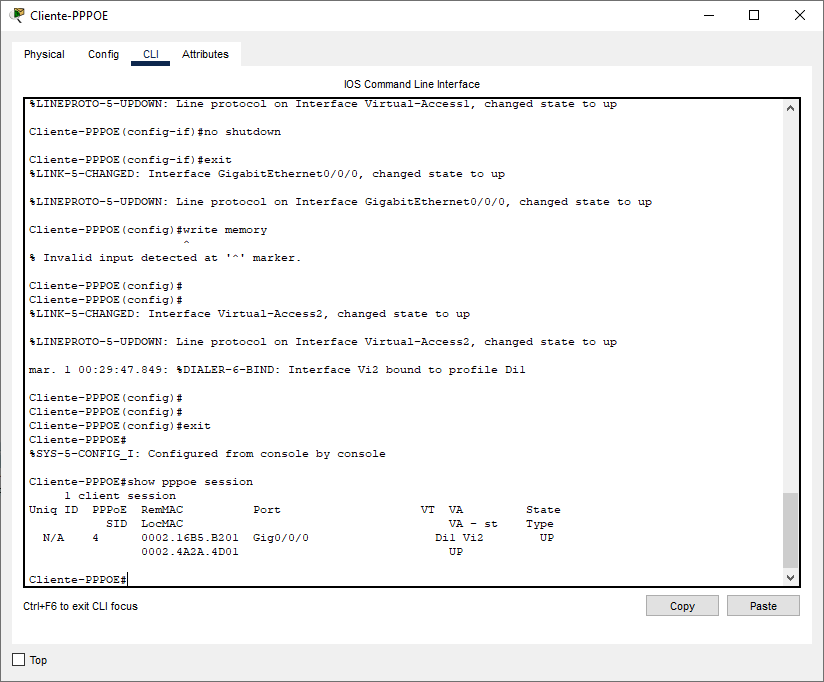 Cliente-PPPOE
Physical Config CLI Attributes
IOS Command Line Interface
%LINEPROTO-5-UPDOWN: Line protocol on Interface Virtual-Access1, changed state to up
Cliente-PPPOE(config-if)#no shutdown
Cliente-PPPOE(config-if)#exit
%LINK-5-CHANGED: Interface GigabitEthernet0/0/0, changed state to up
%LINEPROTO-5-UPDOWN: Line protocol on Interface GigabitEthernet0/0/0, changed state to up
Cliente-PPPOE(config)#write memory
^
% Invalid input detected at '^' marker.
Cliente-PPPOE(config)#
Cliente-PPPOE(config)#
%LINK-5-CHANGED: Interface Virtual-Access2, changed state to up
%LINEPROTO-5-UPDOWN: Line protocol on Interface Virtual-Access2, changed state to up
mar. 1 00:29:47.849: %DIALER-6-BIND: Interface Vi2 bound to profile Di1
Cliente-PPPOE(config)#
Cliente-PPPOE(config)#
Cliente-PPPOE(config)#exit
Cliente-PPPOE#
%SYS-5-CONFIG_I: Configured from console by console
Cliente-PPPOE#show pppoe session
1 client session
Uniq ID PPPoE RemMAC Port VT VA State
SID LocMAC VA - st Type
N/A 4 0002.16B5.B201 Gig0/0/0 Di1 Vi2 UP
0002.4A2A.4D01 UP
Cliente-PPPOE#
Ctrl+F6 to exit CLI focus Copy Paste
Top